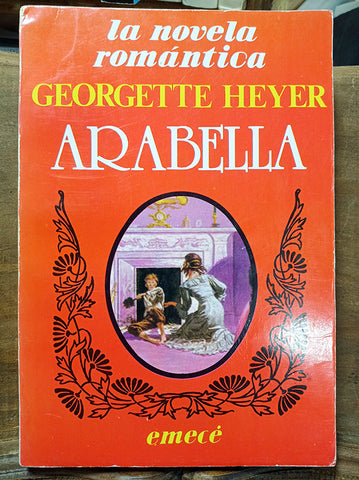 la novela
romántica
GEORGETTE HEYER
ARABELLA
emecé